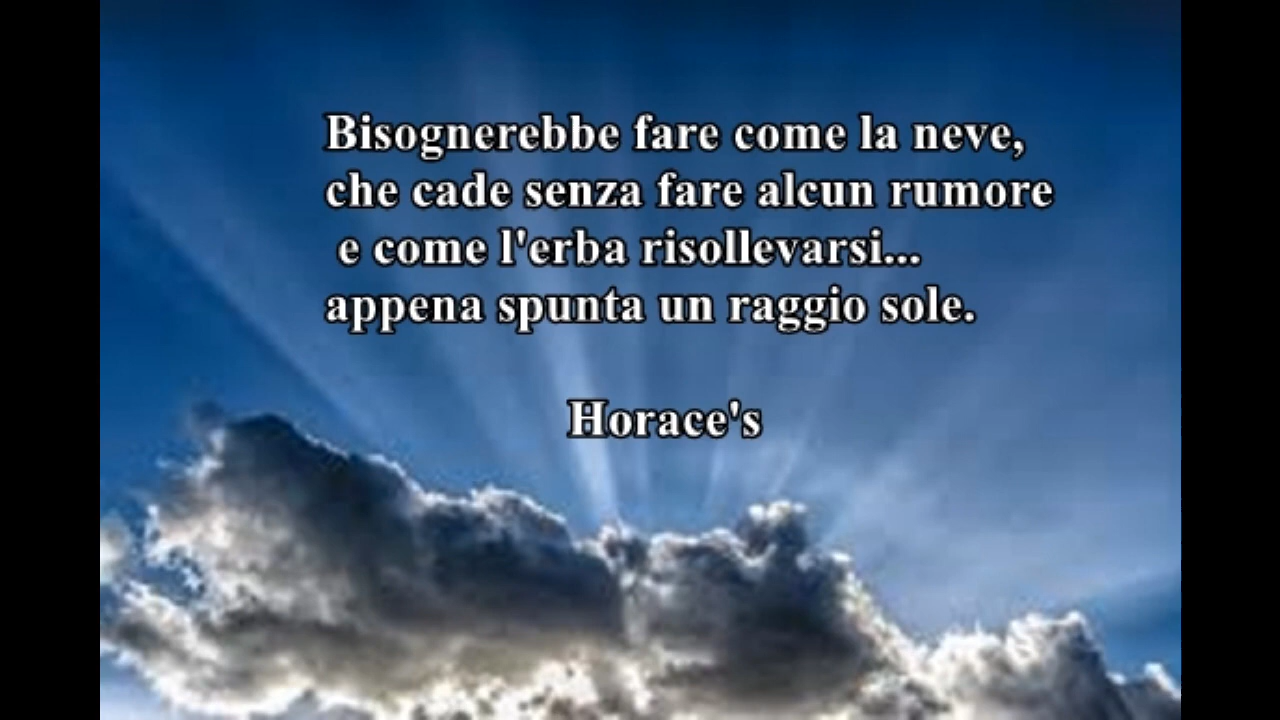 Bisognerebbe fare come la neve,
che cade senza fare alcun rumore
e come l'erba risollevarsi...
appena spunta un raggio sole.
Horace's